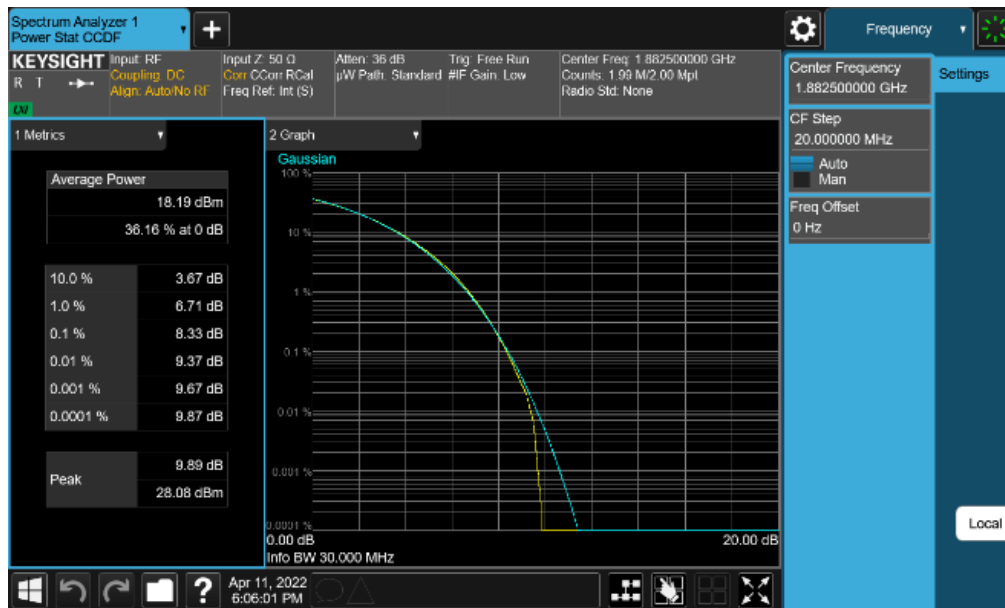 Spectrum Analyzer 1
Power Stat CCDF
+
Frequency
KEYSIGHT
R T
LXI
Input: RF
Coupling: DC
Align: Auto/No RF
Input Z: 50 Ω
Corr CCorr RCal
Freq Ref: Int (S)
Atten: 36 dB
µW Path: Standard
Trig: Free Run
#IF Gain: Low
Center Freq: 1.882500000 GHz
Counts: 1.99 M/2.00 Mpt
Radio Std: None
Center Frequency
1.882500000 GHz
Settings
CF Step
20.000000 MHz
Auto
Man
Freq Offset
0 Hz
1 Metrics
Average Power
18.19 dBm
36.16 % at 0 dB
10.0 % 3.67 dB
1.0 % 6.71 dB
0.1 % 8.33 dB
0.01 % 9.37 dB
0.001 % 9.67 dB
0.0001 % 9.87 dB
Peak
9.89 dB
28.08 dBm
2 Graph
Gaussian
100 %
10 %
1 %
0.1 %
0.01 %
0.001 %
0.0001 %
0.00 dB 20.00 dB
Info BW 30.000 MHz
Local
?
Apr 11, 2022
6:06:01 PM